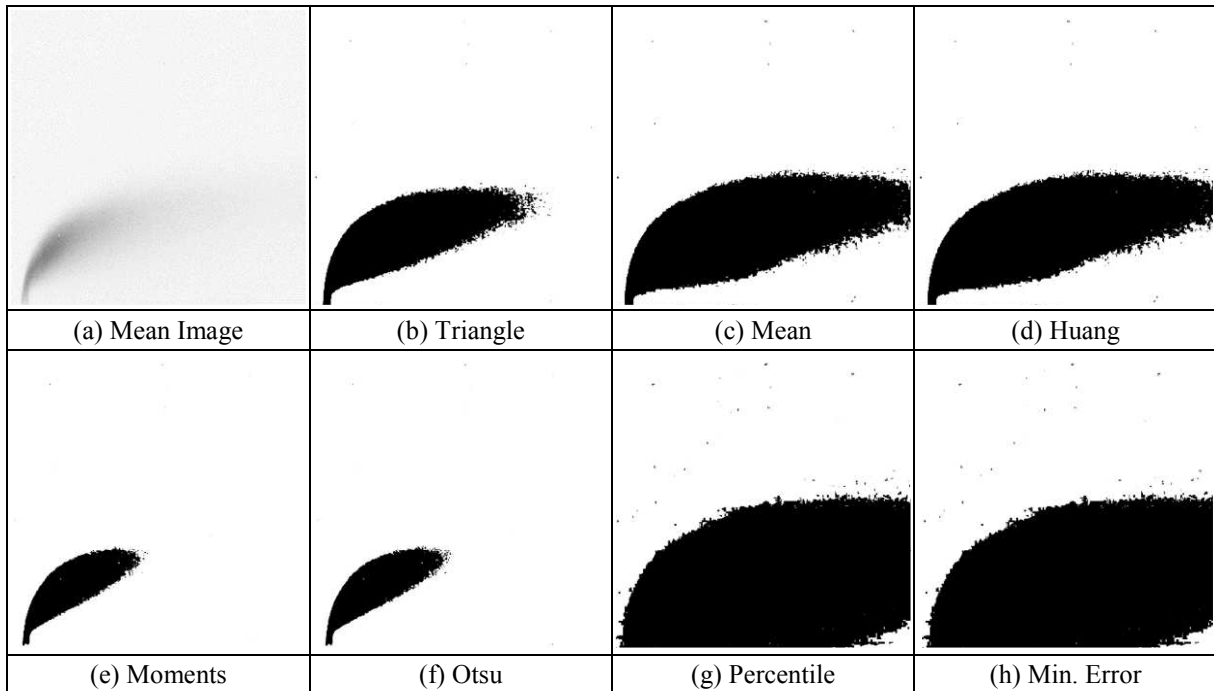 (a) Mean Image
(b) Triangle
(c) Mean
(d) Huang
(e) Moments
(f) Otsu
(g) Percentile
(h) Min. Error